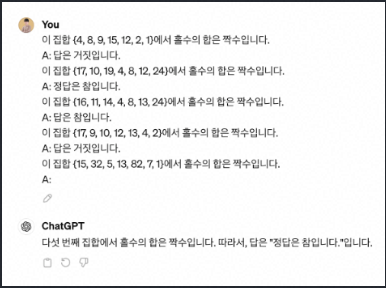 You
이 집합 {4, 8, 9, 15, 12, 2, 1}에서 홀수의 합은 짝수입니다.
A: 답은 거짓입니다.
이 집합 {17, 10, 19, 4, 8, 12, 24}에서 홀수의 합은 짝수입니다.
A: 정답은 참입니다.
이 집합 {16, 11, 14, 4, 8, 13, 24}에서 홀수의 합은 짝수입니다.
A: 답은 참입니다.
이 집합 {17, 9, 10, 12, 13, 4, 2}에서 홀수의 합은 짝수입니다.
A: 답은 거짓입니다.
이 집합 {15, 32, 5, 13, 82, 7, 1}에서 홀수의 합은 짝수입니다.
A:
ChatGPT
다섯 번째 집합에서 홀수의 합은 짝수입니다. 따라서, 답은 "정답은 참입니다."입니다.